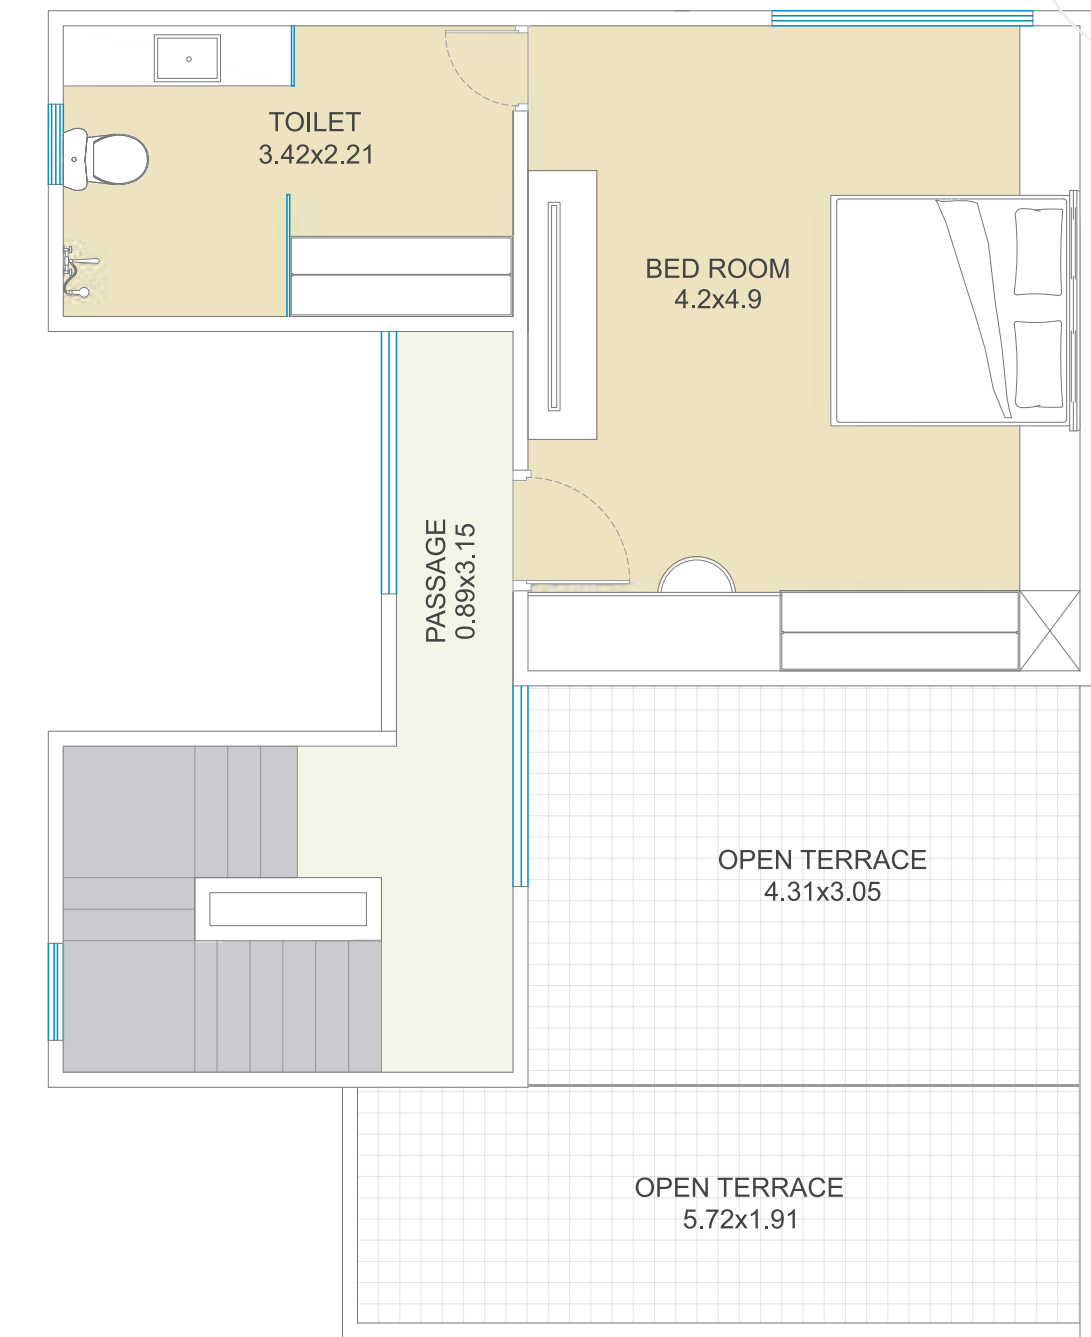 TOILET
3.42x2.21
BED ROOM
4.2x4.9
PASSAGE
0.89x3.15
OPEN TERRACE
4.31x3.05
OPEN TERRACE
5.72x1.91